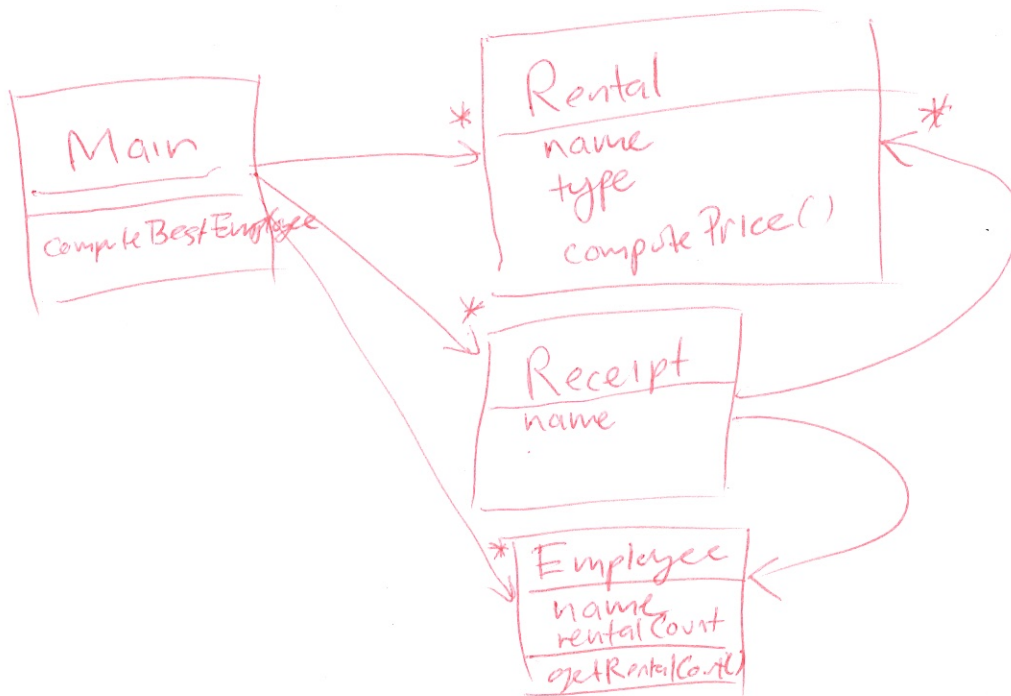 Main
computeBestEmployee
*
Rental
*
name
type
computePrice()
*
Receipt
name
*
Employee
name
rentalCount
getRentalCount()